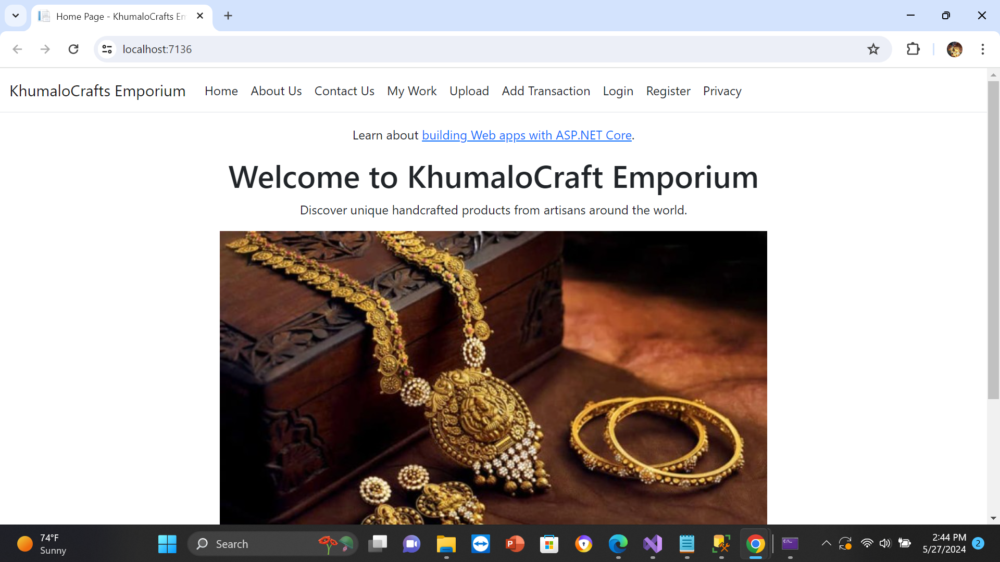 Home Page - KhumaloCrafts Em
localhost:7136
KhumaloCrafts Emporium Home About Us Contact Us My Work Upload Add Transaction Login Register Privacy
Learn about building Web apps with ASP.NET Core.
Welcome to KhumaloCraft Emporium
Discover unique handcrafted products from artisans around the world.
74°F
Sunny
Search
2:44 PM
5/27/2024
2